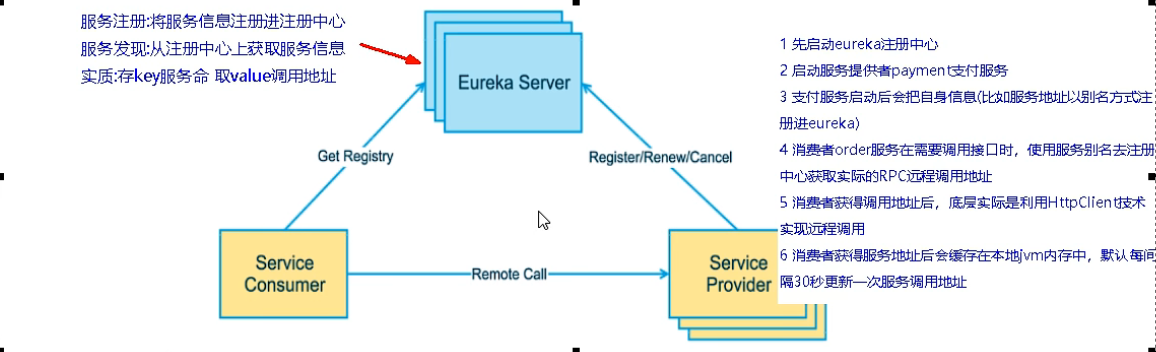 服务注册:将服务信息注册进注册中心
服务发现:从注册中心上获取服务信息
实质:存key服务命 取value调用地址
Eureka Server
Get Registry
Register/Renew/Cancel
Service
Consumer
Remote Call
Service
Provider
1 先启动eureka注册中心
2 启动服务提供者payment支付服务
3 支付服务启动后会把自身信息(比如服务地址以别名方式注
册进eureka)
4 消费者order服务在需要调用接口时，使用服务别名去注册
中心获取实际的RPC远程调用地址
5 消费者获得调用地址后，底层实际是利用HttpClient技术
实现远程调用
6 消费者获得服务地址后会缓存在本地jvm内存中，默认每间
隔30秒更新一次服务调用地址